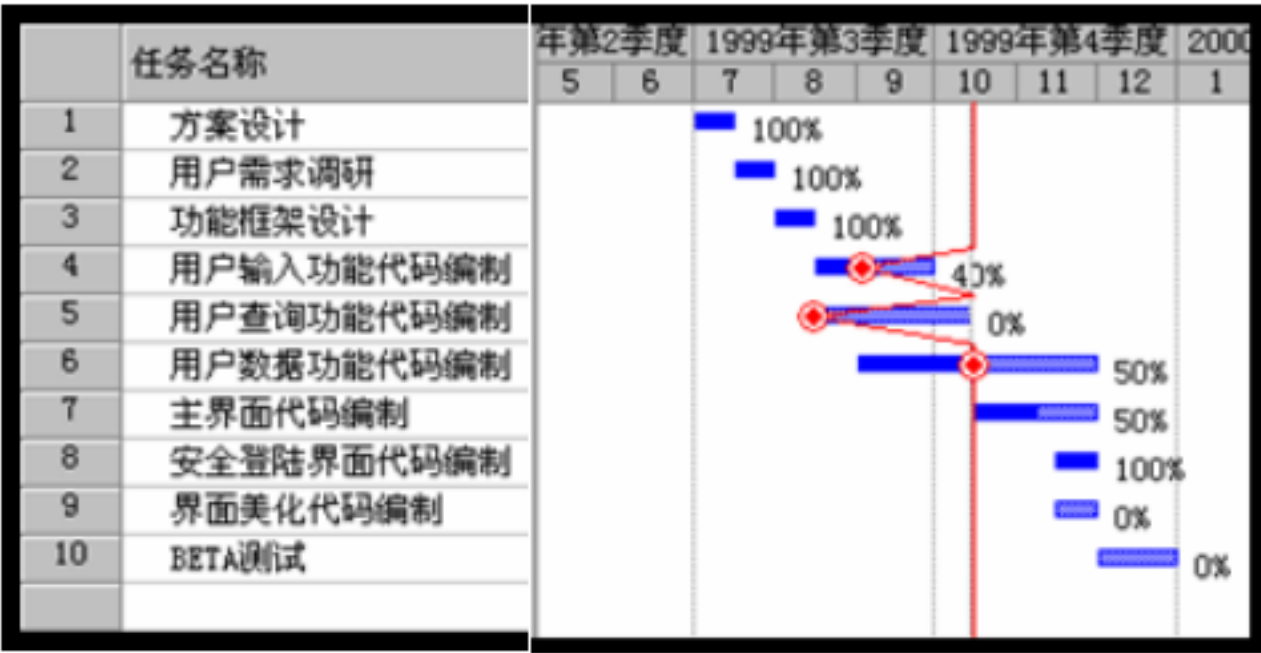 任务名称 年第2季度 1999年第3季度 1999年第4季度 2000
5 6 7 8 9 10 11 12 1
1 方案设计 100%
2 用户需求调研 100%
3 功能框架设计 100%
4 用户输入功能代码编制 40%
5 用户查询功能代码编制 0%
6 用户数据功能代码编制 50%
7 主界面代码编制 50%
8 安全登陆界面代码编制 100%
9 界面美化代码编制 0%
10 BETA测试 0%